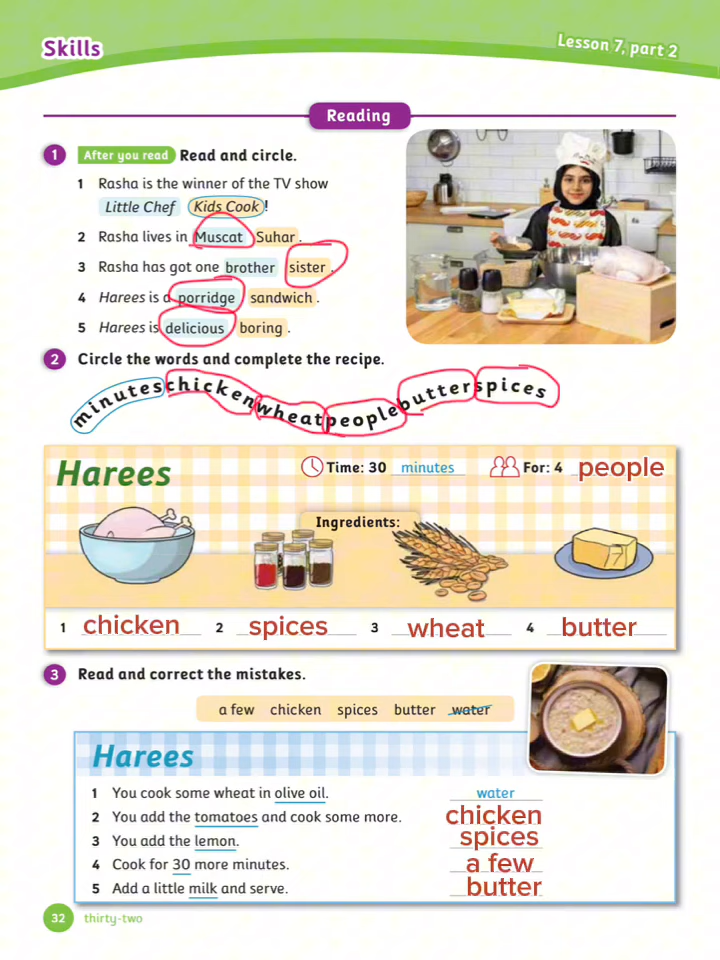 Skills
Lesson 7, part 2
Reading
1 After you read Read and circle.
1 Rasha is the winner of the TV show
Little Chef Kids Cook !
2 Rasha lives in Muscat Suhar .
3 Rasha has got one brother sister .
4 Harees is a porridge sandwich .
5 Harees is delicious boring .
2 Circle the words and complete the recipe.
minuteschickenwheatpeoplebutterspices
Harees
Time: 30 minutes For: 4 people
Ingredients:
1 chicken 2 spices 3 wheat 4 butter
3 Read and correct the mistakes.
a few chicken spices butter water
Harees
1 You cook some wheat in olive oil. water
2 You add the tomatoes and cook some more. chicken
3 You add the lemon. spices
4 Cook for 30 more minutes. a few
5 Add a little milk and serve. butter
32 thirty-two